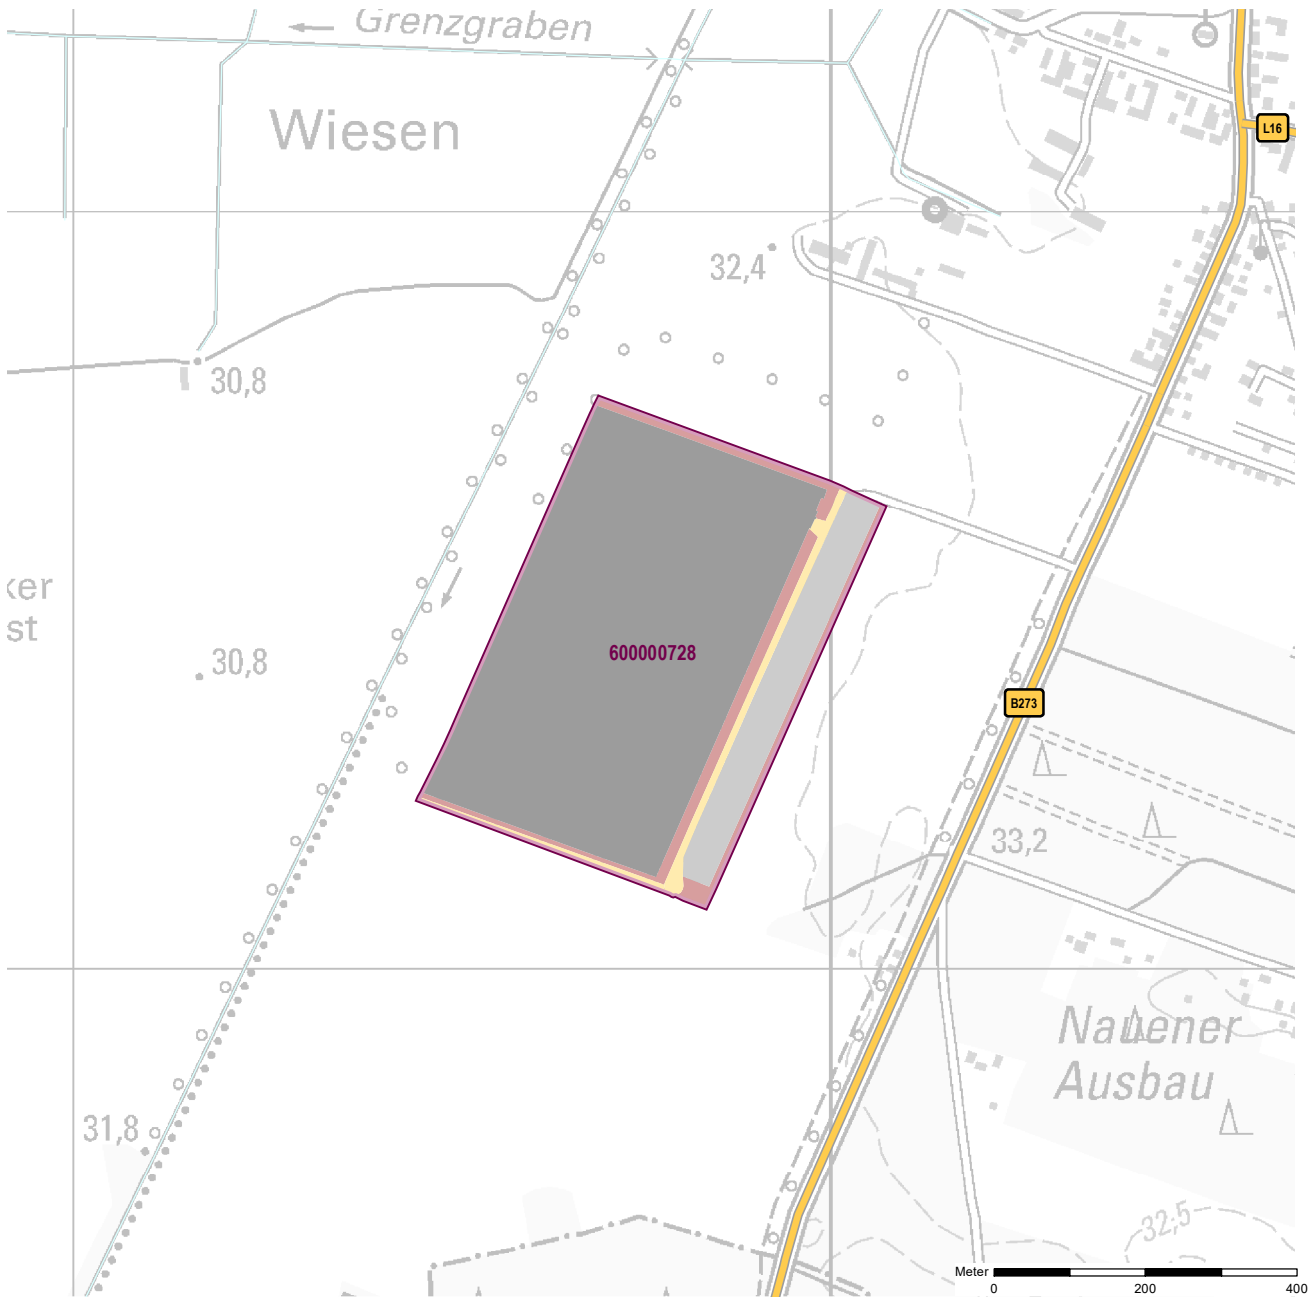 Grenzgraben
Wiesen
L16
32,4
30,8
ker
st
30,8
600000728
B273
33,2
Nauener
Ausbau
31,8
32,5
Meter
0
200
400